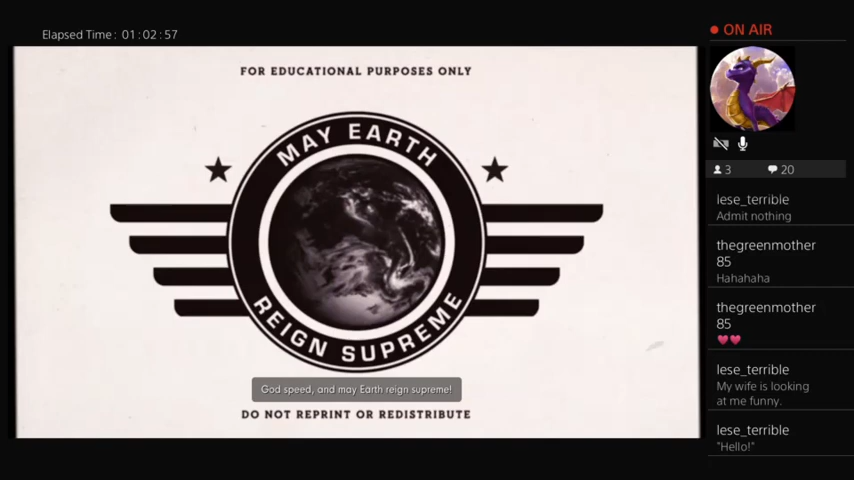 Elapsed Time: 01:02:57
ON AIR
FOR EDUCATIONAL PURPOSES ONLY
MAY EARTH
REIGN SUPREME
God speed, and may Earth reign supreme!
DO NOT REPRINT OR REDISTRIBUTE
3
20
lese_terrible
Admit nothing
thegreenmother
85
Hahahaha
thegreenmother
85
lese_terrible
My wife is looking
at me funny.
lese_terrible
"Hello!"